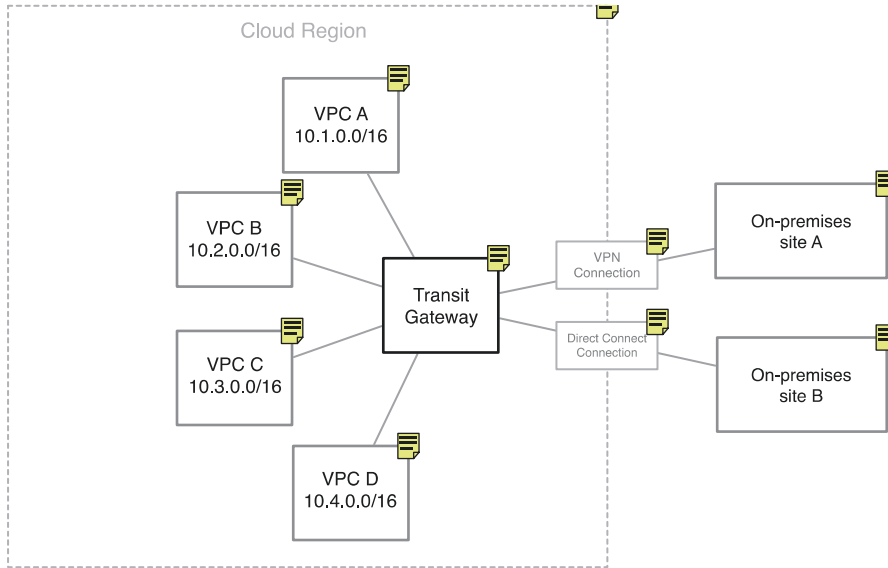 Cloud Region
VPC A
10.1.0.0/16
VPC B
10.2.0.0/16
VPC C
10.3.0.0/16
VPC D
10.4.0.0/16
Transit
Gateway
VPN
Connection
Direct Connect
Connection
On-premises
site A
On-premises
site B